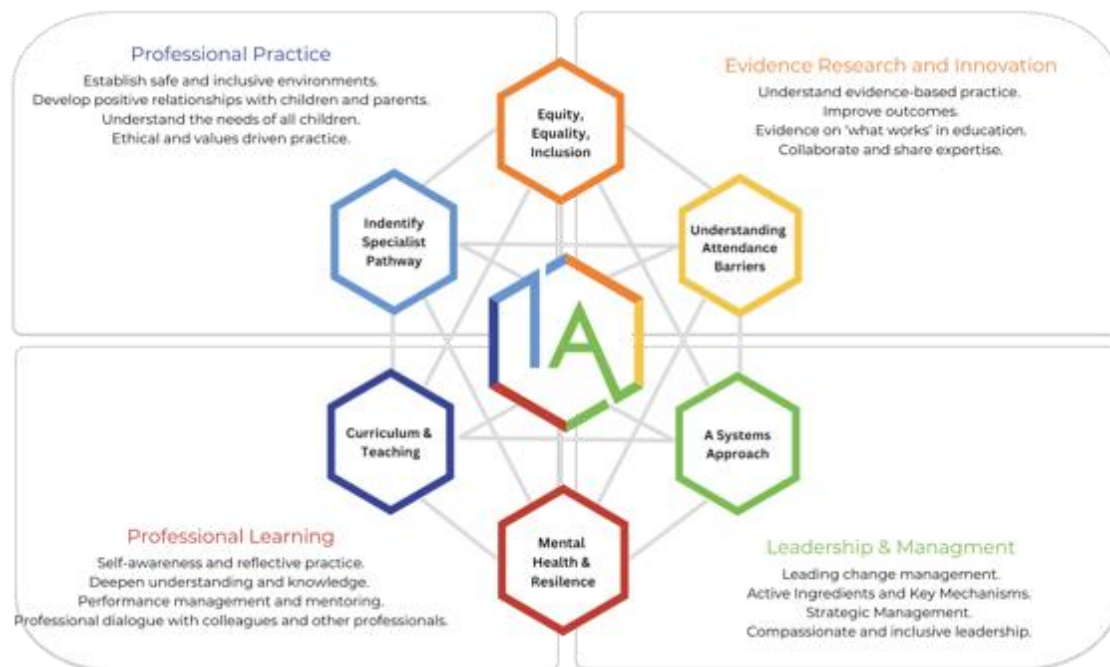 Professional Practice
Establish safe and inclusive environments.
Develop positive relationships with children and parents.
Understand the needs of all children.
Ethical and values driven practice.
Evidence Research and Innovation
Understand evidence-based practice.
Improve outcomes.
Evidence on 'what works' in education.
Collaborate and share expertise.
Equity,
Equality,
Inclusion
Indentify
Specialist
Pathway
Understanding
Attendance
Barriers
1A
Curriculum &
Teaching
A Systems
Approach
Mental
Health &
Resilence
Professional Learning
Self-awareness and reflective practice.
Deepen understanding and knowledge.
Performance management and mentoring.
Professional dialogue with colleagues and other professionals.
Leadership & Managment
Leading change management.
Active Ingredients and Key Mechanisms.
Strategic Management.
Compassionate and inclusive leadership.